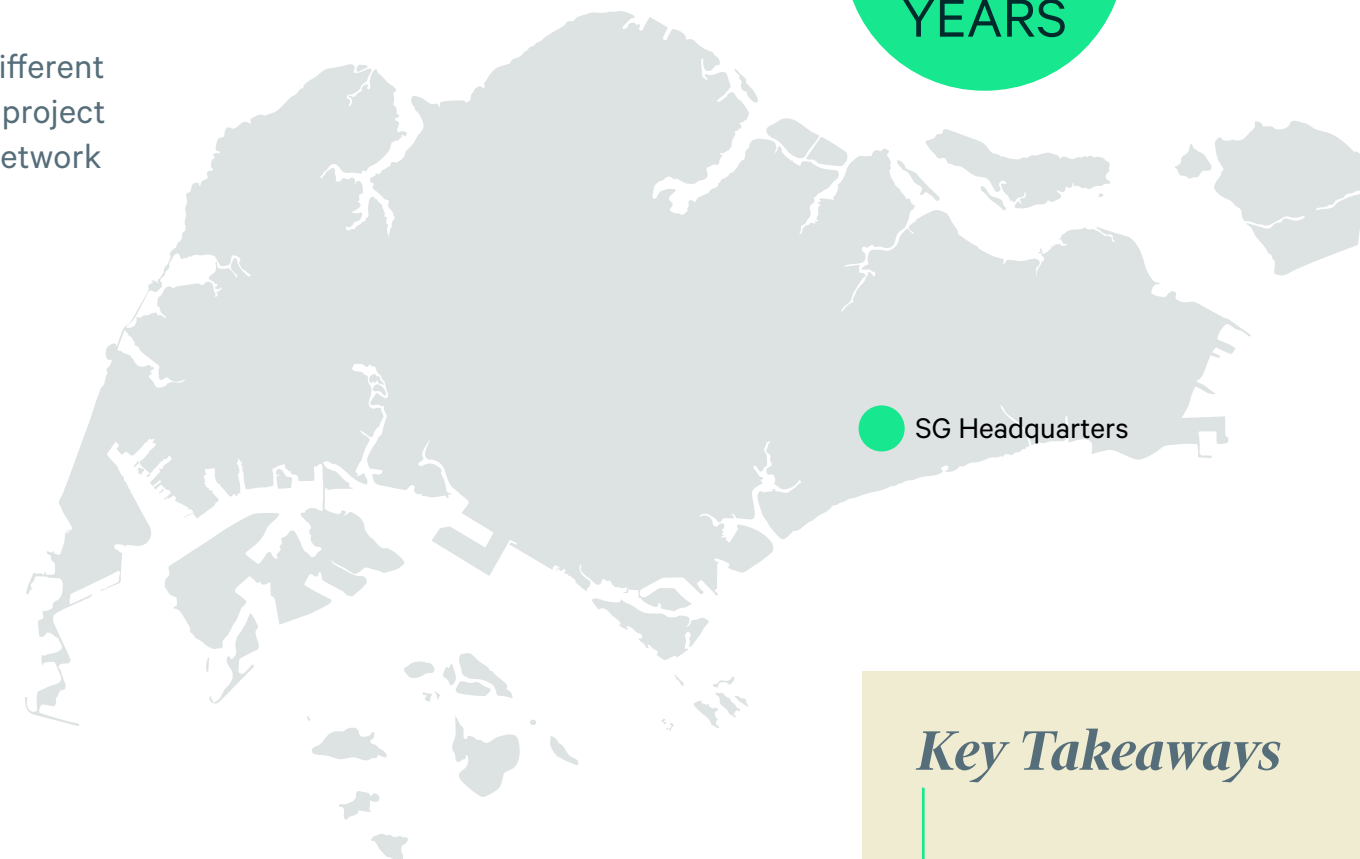 YEARS
ifferent
project
etwork
SG Headquarters
Key Takeaways